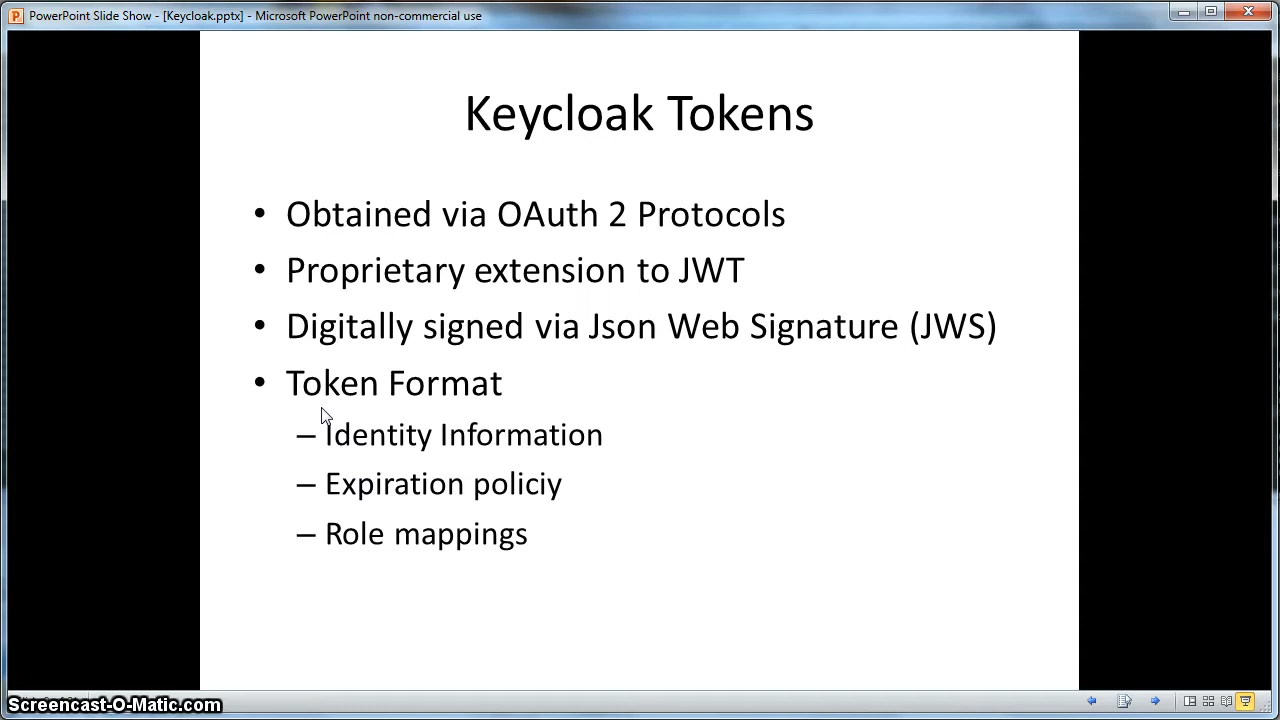 PowerPoint Slide Show - [Keycloak.pptx] - Microsoft PowerPoint non-commercial use
Keycloak Tokens
• Obtained via OAuth 2 Protocols
• Proprietary extension to JWT
• Digitally signed via Json Web Signature (JWS)
• Token Format
– Identity Information
– Expiration policiy
– Role mappings
Screencast-O-Matic.com